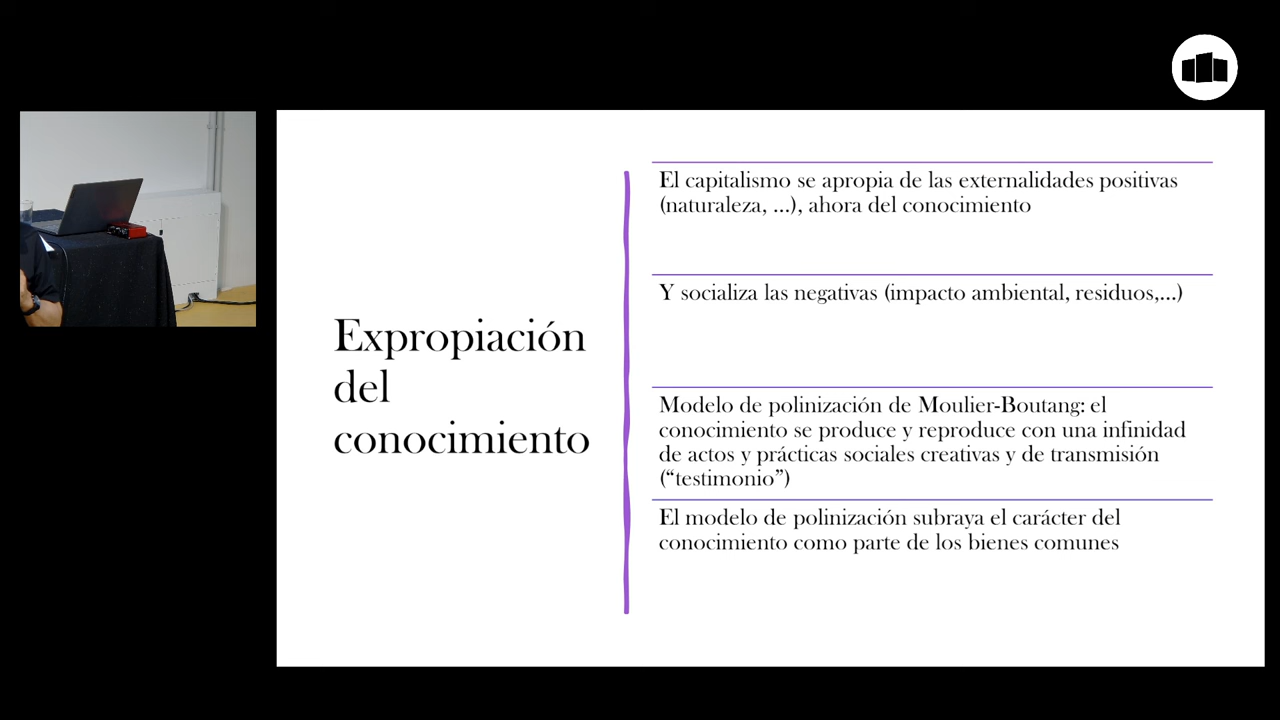 Expropiación
del
conocimiento
El capitalismo se apropia de las externalidades positivas
(naturaleza, ...), ahora del conocimiento
Y socializa las negativas (impacto ambiental, residuos,...)
Modelo de polinización de Moulier-Boutang: el
conocimiento se produce y reproduce con una infinidad
de actos y prácticas sociales creativas y de transmisión
(“testimonio”)
El modelo de polinización subraya el carácter del
conocimiento como parte de los bienes comunes